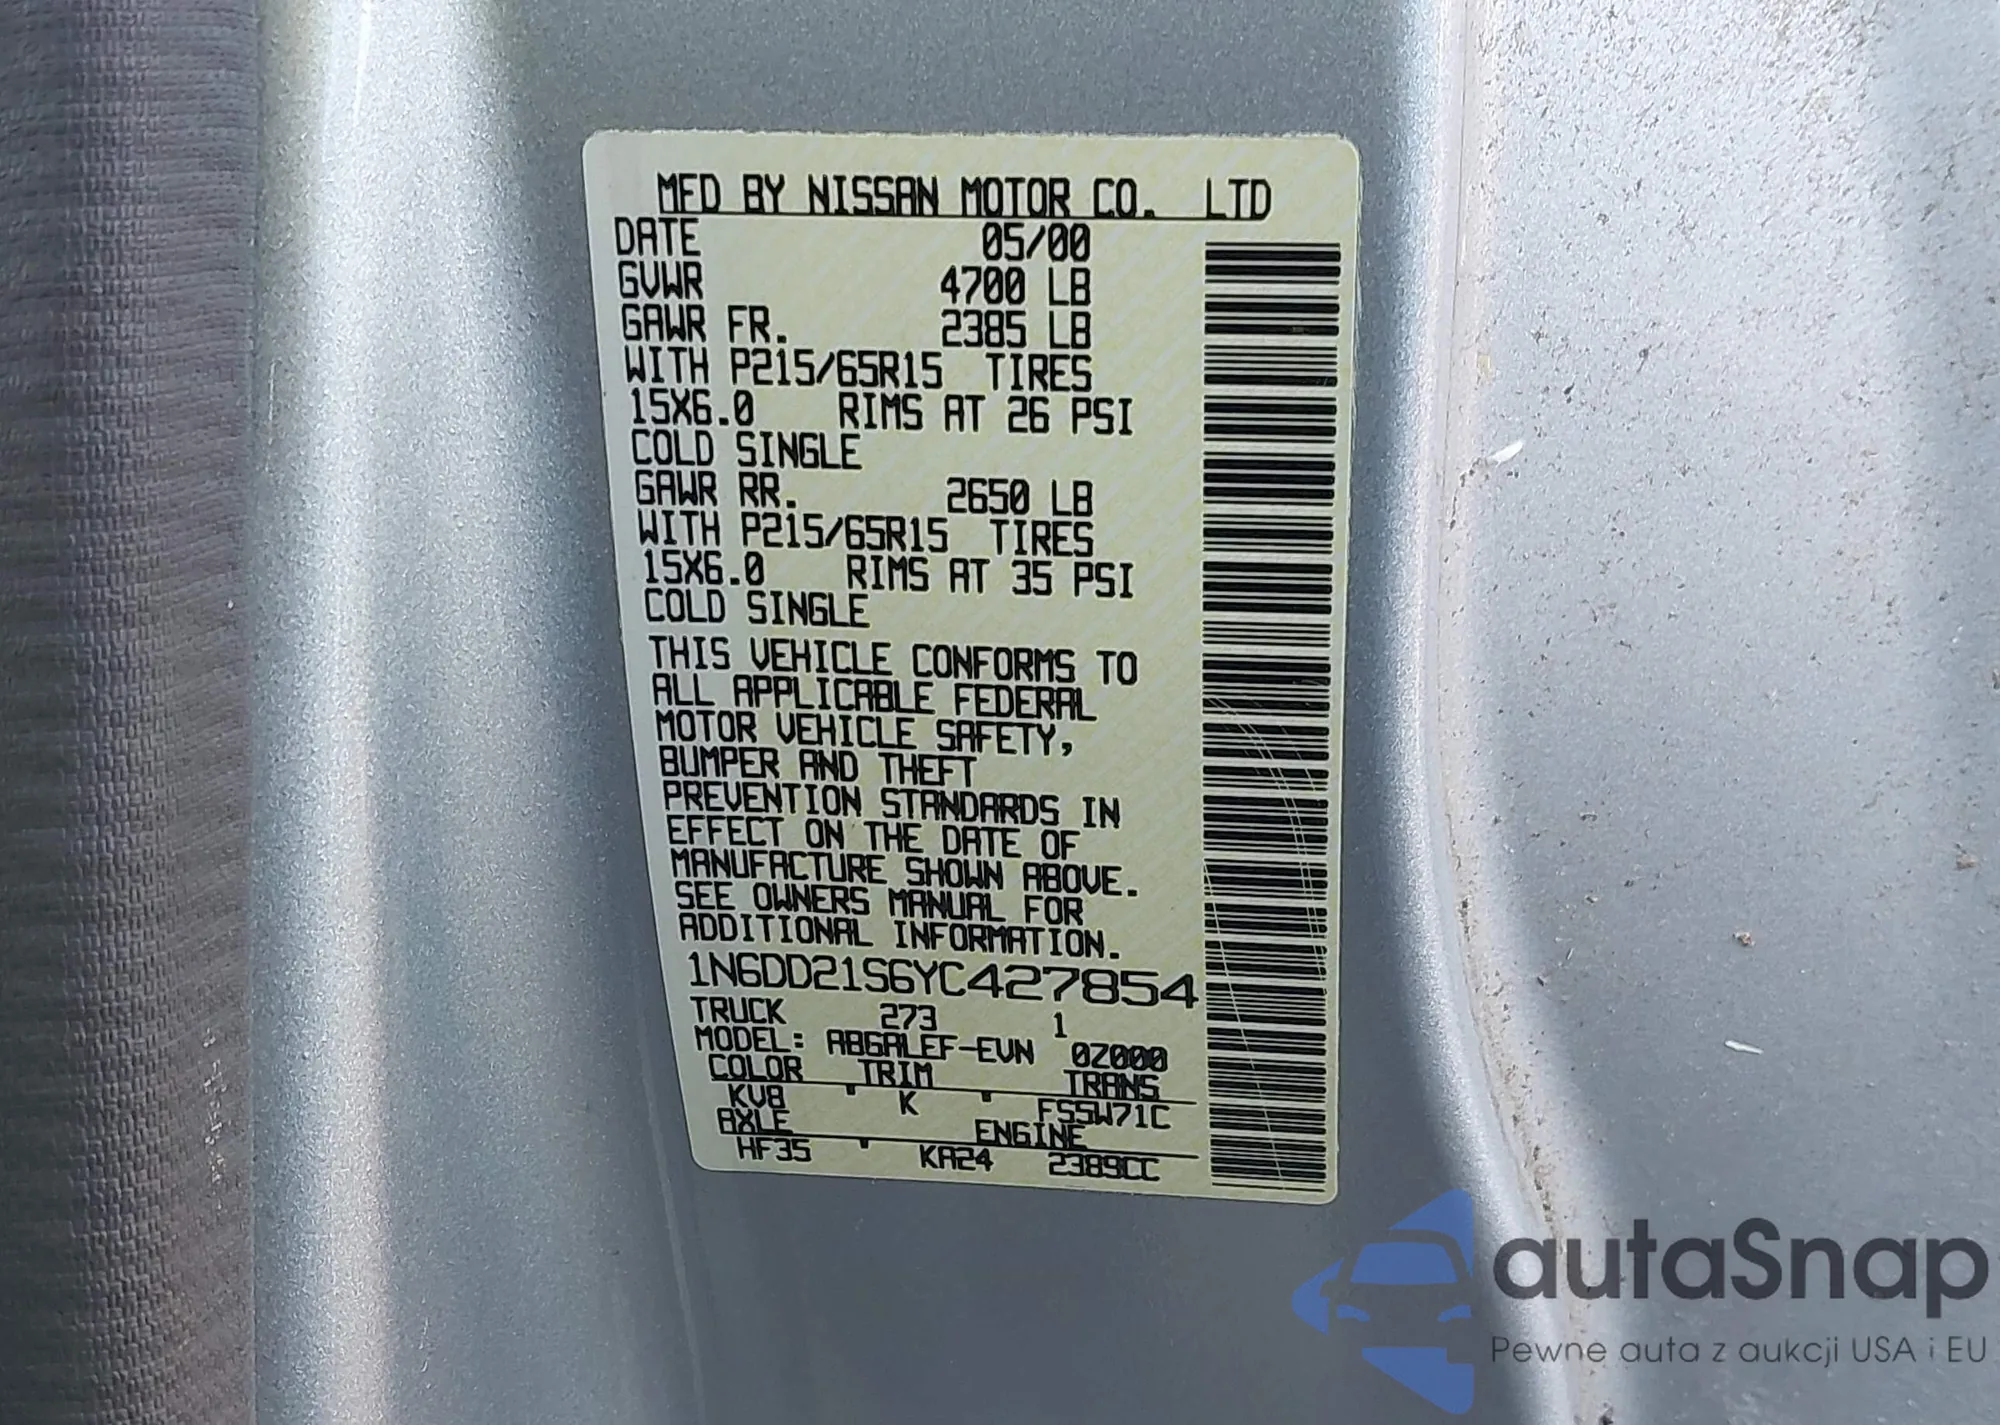 MFD BY NISSAN MOTOR CO. LTD
DATE 05/00
GVWR 4700 LB
GAWR FR. 2385 LB
WITH P215/65R15 TIRES
15X6.0 RIMS AT 26 PSI
COLD SINGLE
GAWR RR. 2650 LB
WITH P215/65R15 TIRES
15X6.0 RIMS AT 35 PSI
COLD SINGLE
THIS VEHICLE CONFORMS TO
ALL APPLICABLE FEDERAL
MOTOR VEHICLE SAFETY,
BUMPER AND THEFT
PREVENTION STANDARDS IN
EFFECT ON THE DATE OF
MANUFACTURE SHOWN ABOVE.
SEE OWNERS MANUAL FOR
ADDITIONAL INFORMATION.
1N6DD21S6YC427854
TRUCK 273 1
MODEL: ABGALEF-EVN 0Z000
COLOR TRIM TRANS
KV8 ' K ' FS5W71C
AXLE ENGINE
HF35 ' KA24 2389CC
autaSnap
Pewne auta z aukcji USA i EU